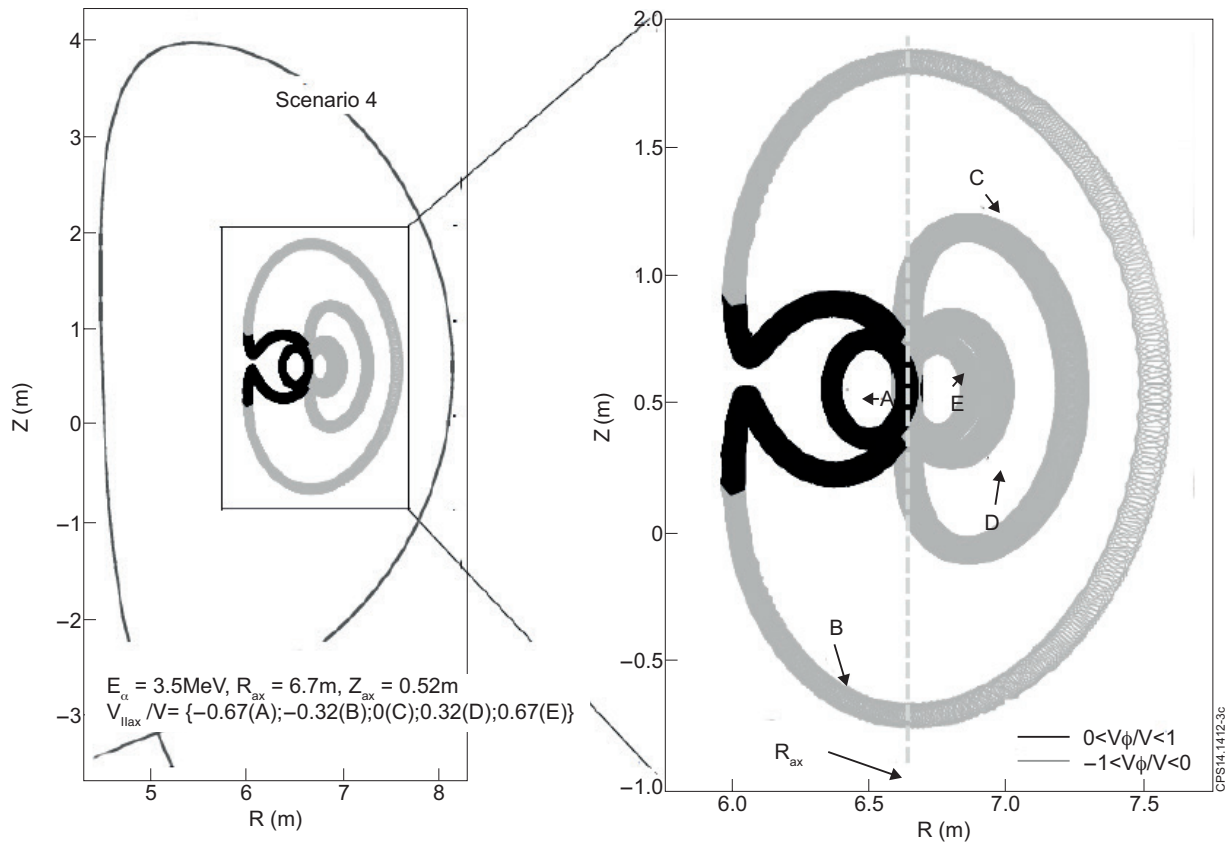 Scenario 4
4
3
2
1
0
−1
−2
−3
Z (m)
5
6
7
8
R (m)
E_α = 3.5MeV, R_ax = 6.7m, Z_ax = 0.52m
V_IIax /V= {−0.67(A);−0.32(B);0(C);0.32(D);0.67(E)}
2.0
1.5
1.0
0.5
0
−0.5
−1.0
Z (m)
C
A
E
D
B
R_ax
0<Vϕ/V<1
−1<Vϕ/V<0
6.0
6.5
7.0
7.5
R (m)
CPS14.1412-3c